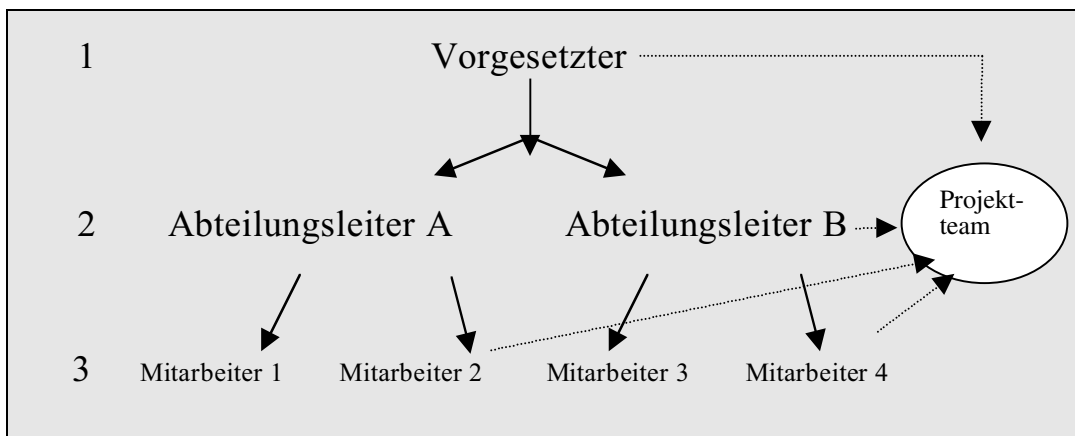 1 Vorgesetzter
2 Abteilungsleiter A Abteilungsleiter B Projekt-
team
3 Mitarbeiter 1 Mitarbeiter 2 Mitarbeiter 3 Mitarbeiter 4